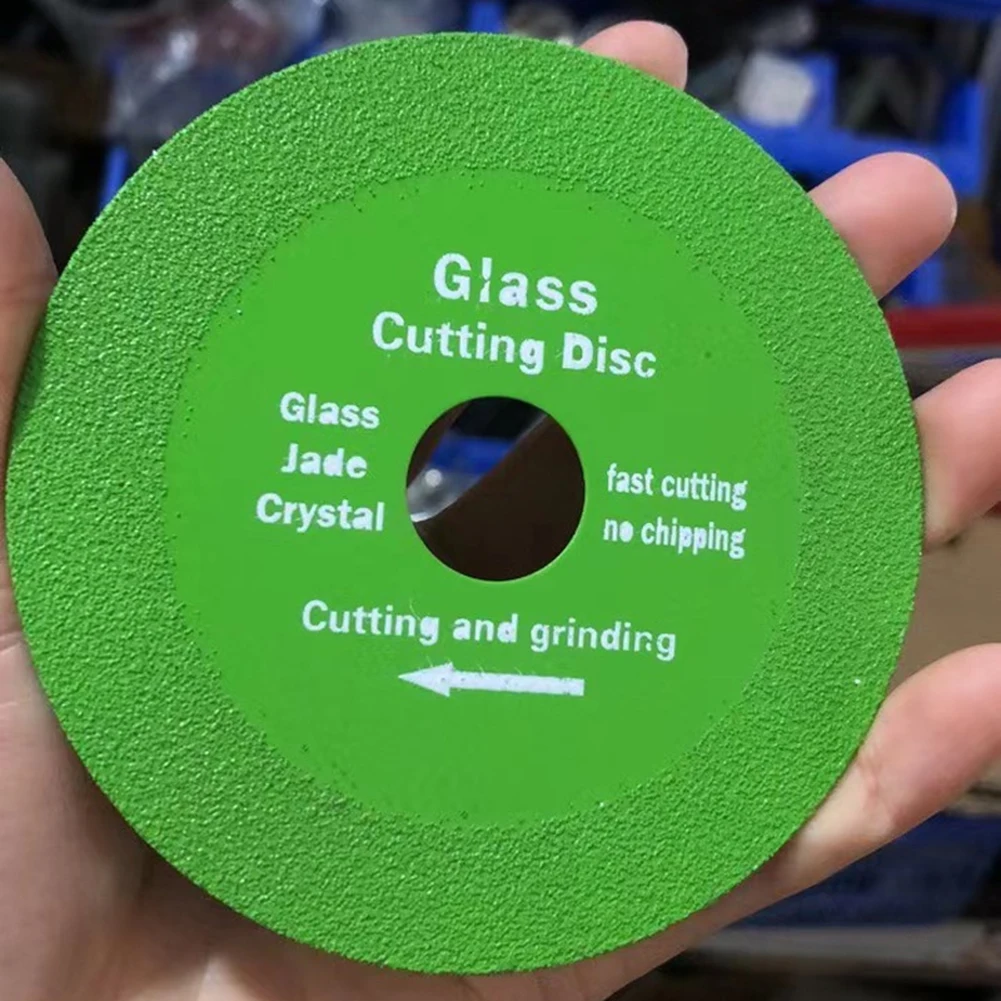 Glass
Cutting Disc
Glass
Jade
Crystal
fast cutting
no chipping
Cutting and grinding